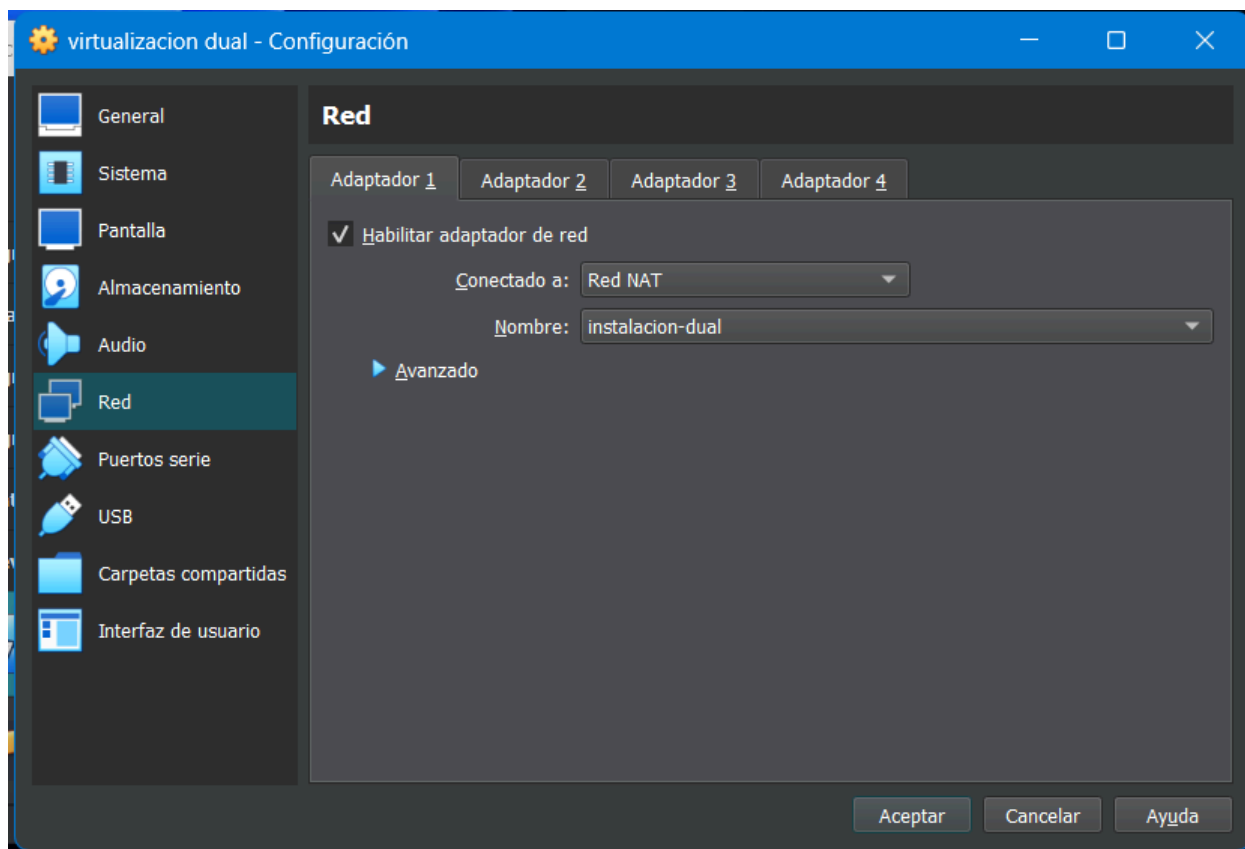 virtualizacion dual - Configuración
General
Sistema
Pantalla
Almacenamiento
Audio
Red
Puertos serie
USB
Carpetas compartidas
Interfaz de usuario
Red
Adaptador 1 Adaptador 2 Adaptador 3 Adaptador 4
Habilitar adaptador de red
Conectado a: Red NAT
Nombre: instalacion-dual
Avanzado
Aceptar Cancelar Ayuda